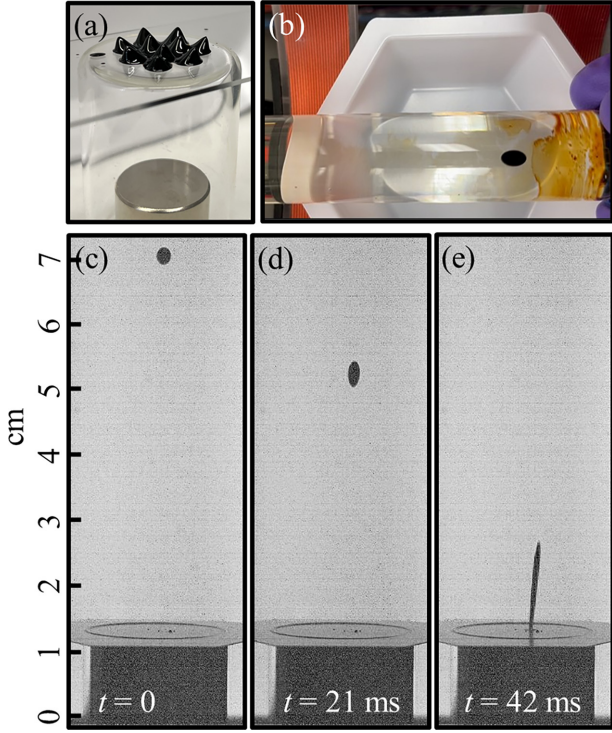 (a)
(b)
(c)
(d)
(e)
7
6
5
4
3
2
1
0
cm
t = 0
t = 21 ms
t = 42 ms